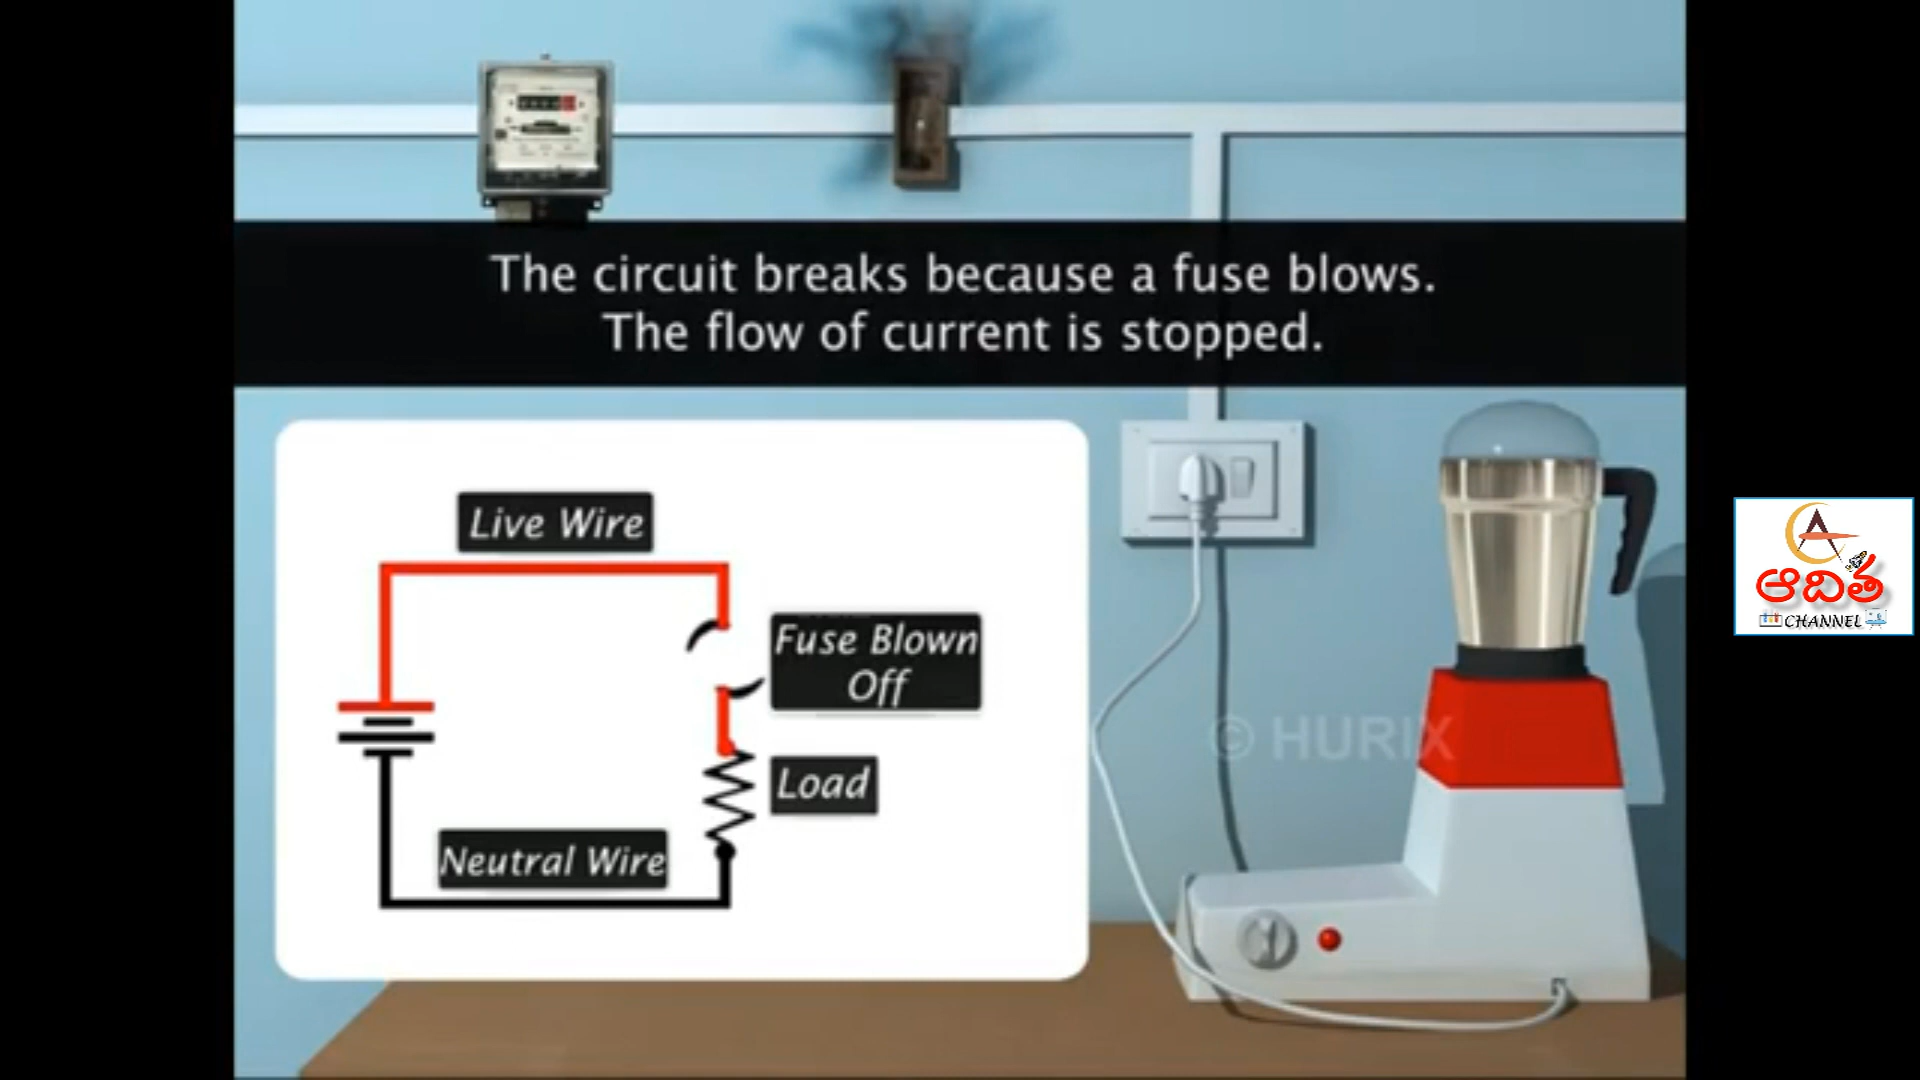 The circuit breaks because a fuse blows.
The flow of current is stopped.
Live Wire
Fuse Blown
Off
Load
Neutral Wire
© HURIX
ఆదిత్య
CHANNEL